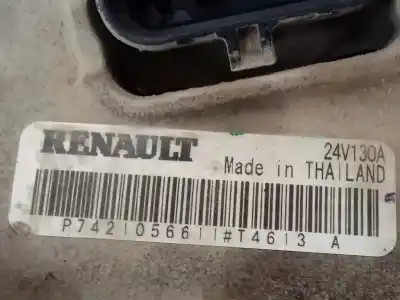 RENAULT 24V130A
Made in THAILAND
P7421056611#T4613 A